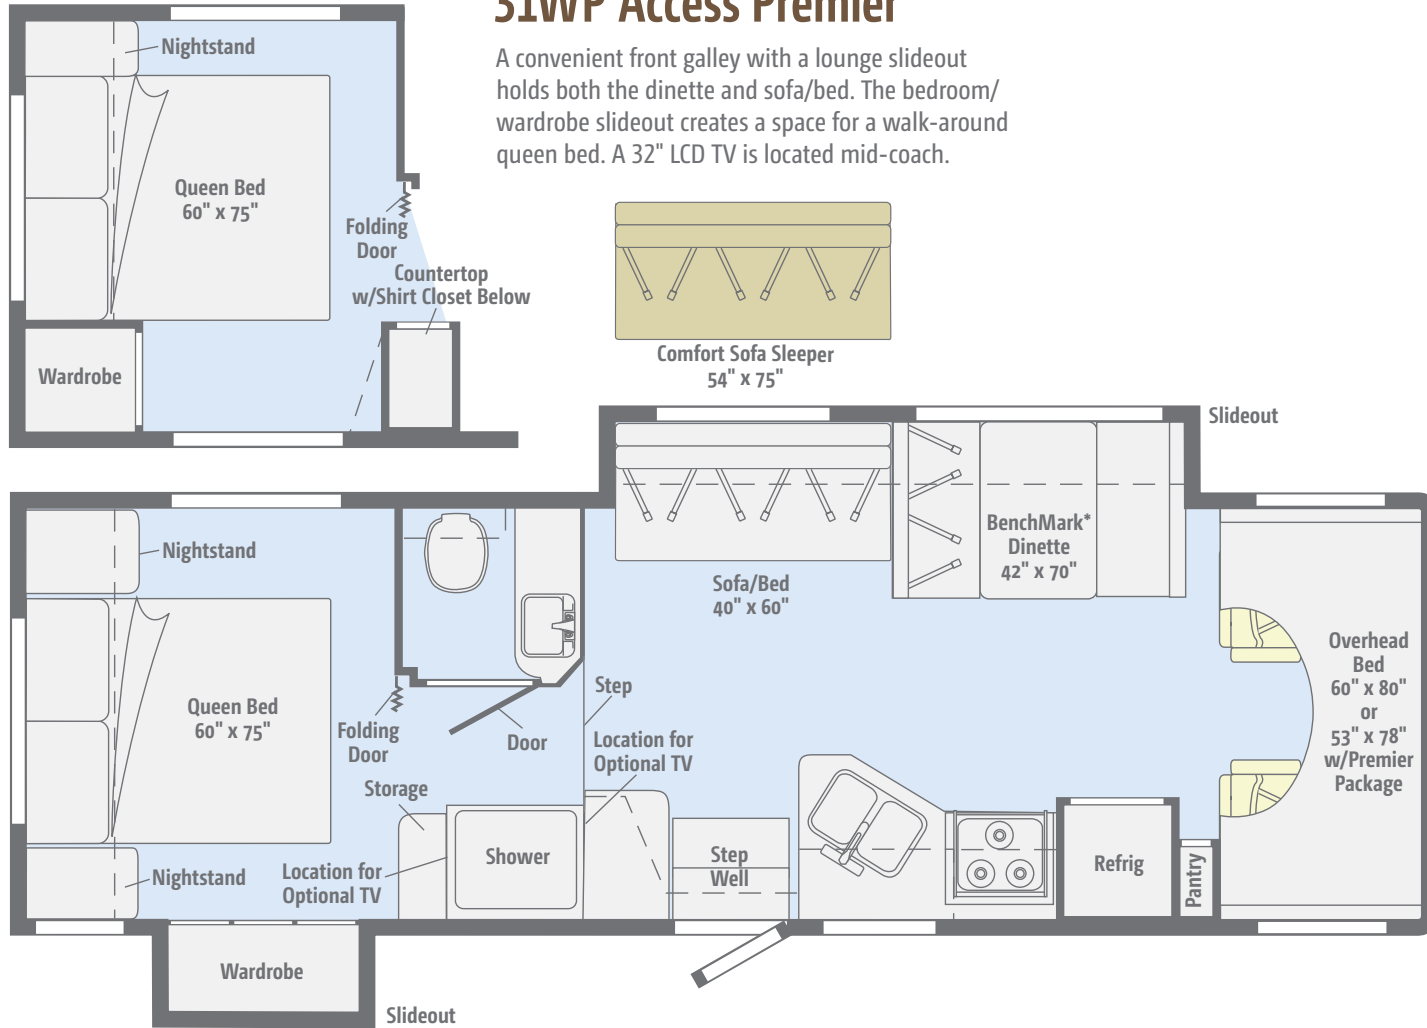 31WP Access Premier
A convenient front galley with a lounge slideout
holds both the dinette and sofa/bed. The bedroom/
wardrobe slideout creates a space for a walk-around
queen bed. A 32" LCD TV is located mid-coach.
Nightstand
Queen Bed
60" x 75"
Folding
Door
Countertop
w/Shirt Closet Below
Wardrobe
Comfort Sofa Sleeper
54" x 75"
Slideout
Nightstand
BenchMark*
Dinette
42" x 70"
Sofa/Bed
40" x 60"
Overhead
Bed
60" x 80"
or
53" x 78"
w/Premier
Package
Queen Bed
60" x 75"
Folding
Door
Step
Door
Location for
Optional TV
Storage
Shower
Location for
Optional TV
Nightstand
Step
Well
Refrig
Pantry
Wardrobe
Slideout